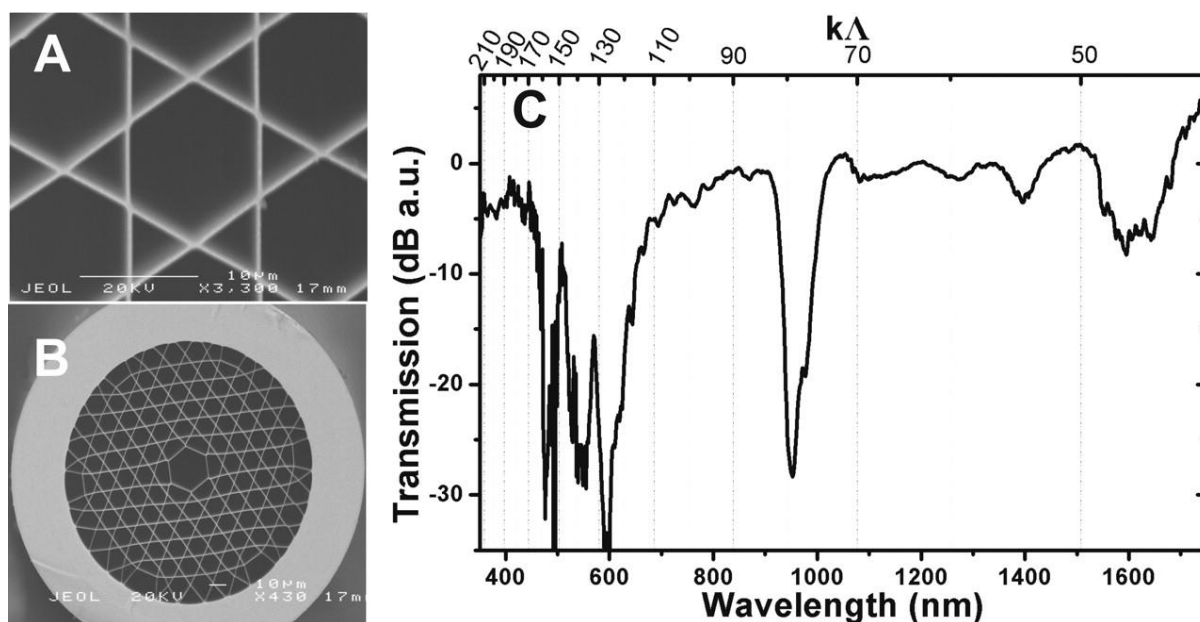 A
10µm
JEOL 20KV X3,300 17mm
B
10µm
JEOL 20KV X430 17mm
kΛ
210 190 170 150 130 110 90 70 50
C
Transmission (dB a.u.)
0
-10
-20
-30
400 600 800 1000 1200 1400 1600
Wavelength (nm)